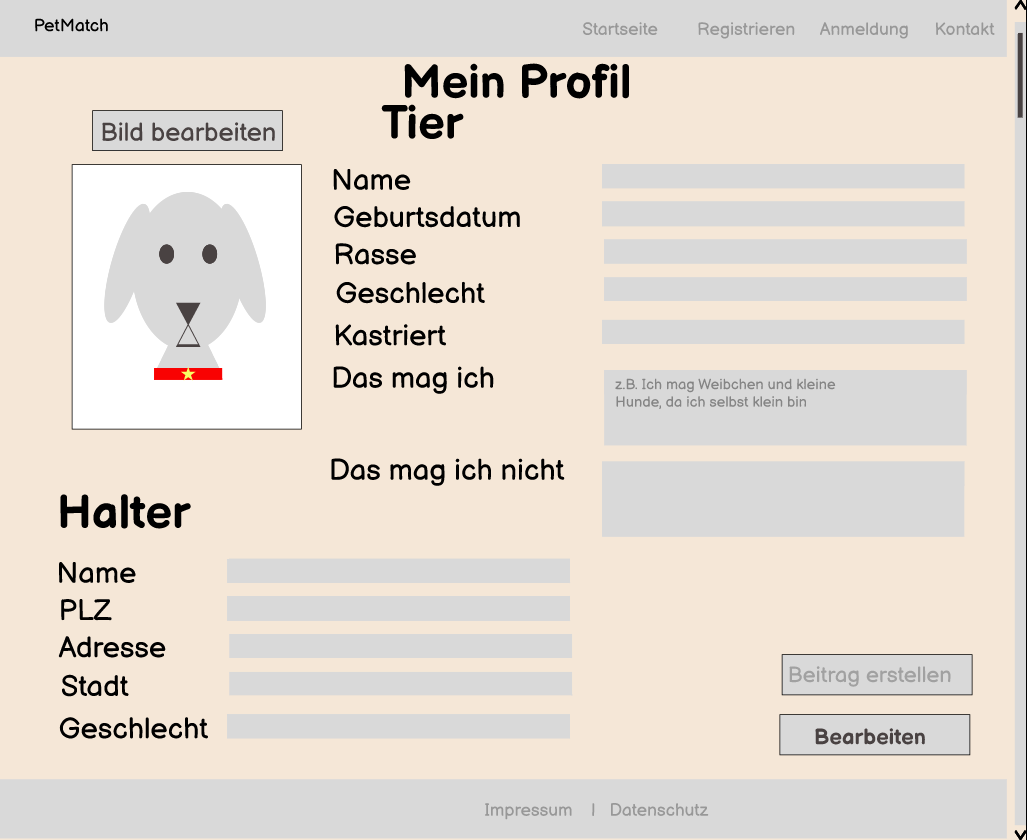 PetMatch
Startseite Registrieren Anmeldung Kontakt
Mein Profil
Tier
Bild bearbeiten
Name
Geburtsdatum
Rasse
Geschlecht
Kastriert
Das mag ich
z.B. Ich mag Weibchen und kleine
Hunde, da ich selbst klein bin
Das mag ich nicht
Halter
Name
PLZ
Adresse
Stadt
Geschlecht
Beitrag erstellen
Bearbeiten
Impressum | Datenschutz